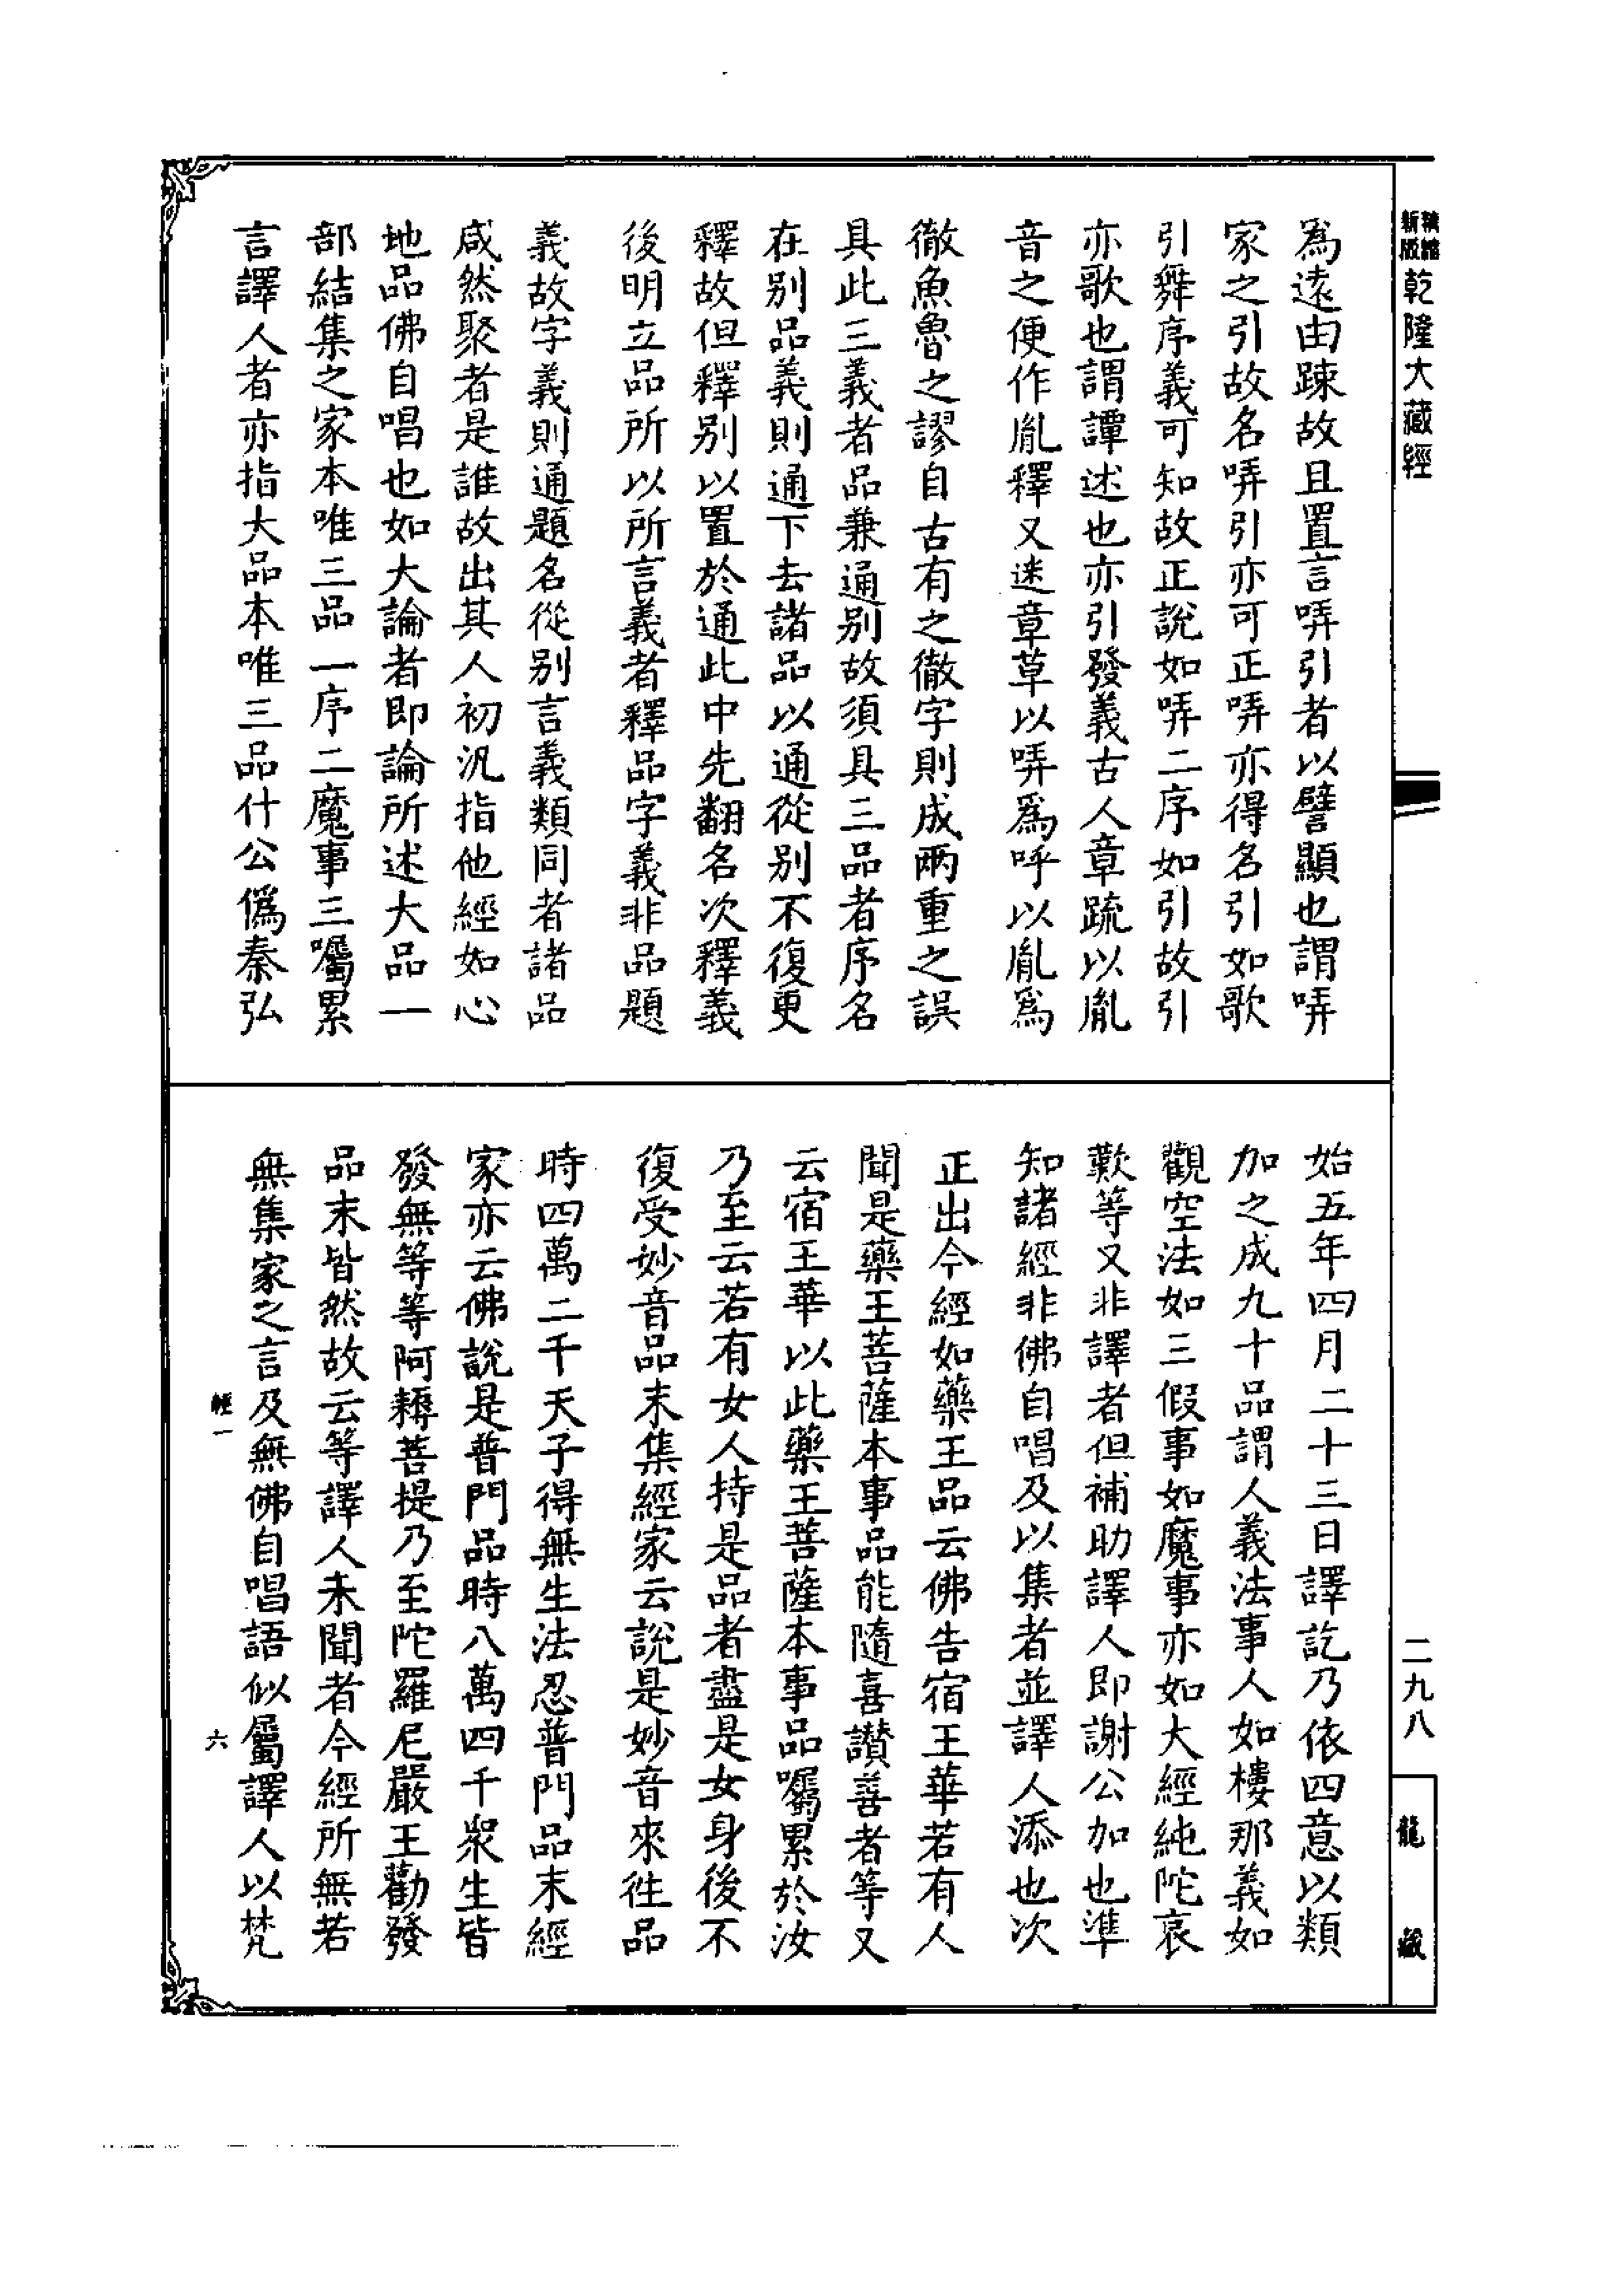 新版精縮乾隆大藏經
爲遠由踈故且置言哢引者以譬顯也謂哢
家之引故名哢引亦可正哢亦得名引如歌
引舞序義可知故正說如哢二序如引故引
亦歌也謂譚述也亦引發義古人章疏以胤
音之便作胤釋又迷章草以哢爲呼以胤爲
徹魚魯之謬自古有之徹字則成兩重之誤
具此三義者品兼通別故須具三品者序名
在別品義則通下去諸品以通從別不復更
釋故但釋別以置於通此中先翻名次釋義
後明立品所以所言義者釋品字義非品題
義故字義則通題名從別言義類同者諸品
咸然聚者是誰故出其人初汎指他經如心
地品佛自唱也如大論者即論所述大品一
部結集之家本唯三品一序二魔事三囑累
言譯人者亦指大品本唯三品什公僞秦弘
始五年四月二十三日譯訖乃依四意以類
加之成九十品謂人義法事人如樓那義如
觀空法如三假事如魔事亦如大經純陀哀
歎等又非譯者但補助譯人即謝公加也準
知諸經非佛自唱及以集者並譯人添也次
正出今經如藥王品云佛告宿王華若有人
聞是藥王菩薩本事品能隨喜讃善者等又
云宿王華以此藥王菩薩本事品囑累於汝
乃至云若有女人持是品者盡是女身後不
復受妙音品末集經家云說是妙音來往品
時四萬二千天子得無生法忍普門品末經
家亦云佛說是普門品時八萬四千衆生皆
發無等等阿耨菩提乃至陀羅尼嚴王勸發
品末皆然故云等譯人未聞者今經所無若
無集家之言及無佛自唱語似屬譯人以梵
輕一
六
二九八
龍藏